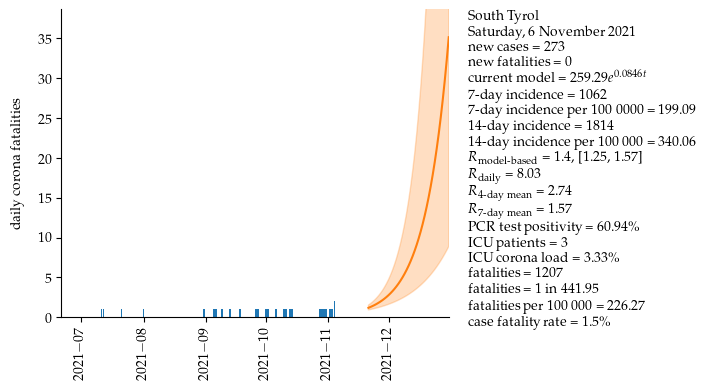 daily corona fatalities
35
30
25
20
15
10
5
0
2021−07
2021−08
2021−09
2021−10
2021−11
2021−12
South Tyrol
Saturday, 6 November 2021
new cases = 273
new fatalities = 0
current model = 259.29e^0.0846t
7-day incidence = 1062
7-day incidence per 100 0000 = 199.09
14-day incidence = 1814
14-day incidence per 100 000 = 340.06
R_model-based = 1.4, [1.25, 1.57]
R_daily = 8.03
R_4-day mean = 2.74
R_7-day mean = 1.57
PCR test positivity = 60.94%
ICU patients = 3
ICU corona load = 3.33%
fatalities = 1207
fatalities = 1 in 441.95
fatalities per 100 000 = 226.27
case fatality rate = 1.5%